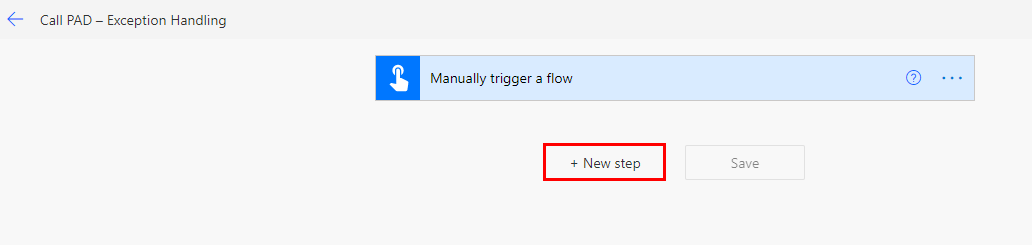 Call PAD – Exception Handling
Manually trigger a flow
+ New step
Save